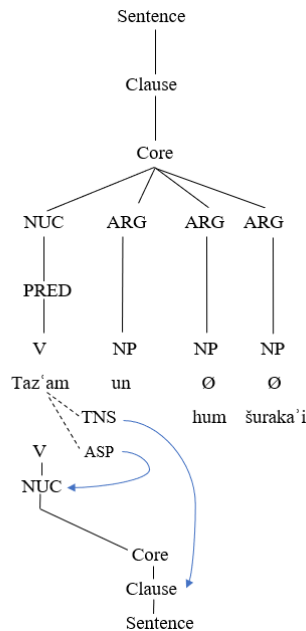 Sentence
Clause
Core
NUC ARG ARG ARG
PRED
V NP NP NP
Tazʿam un Ø Ø
TNS hum šurakaʾi
V ASP
NUC
Core
Clause
Sentence